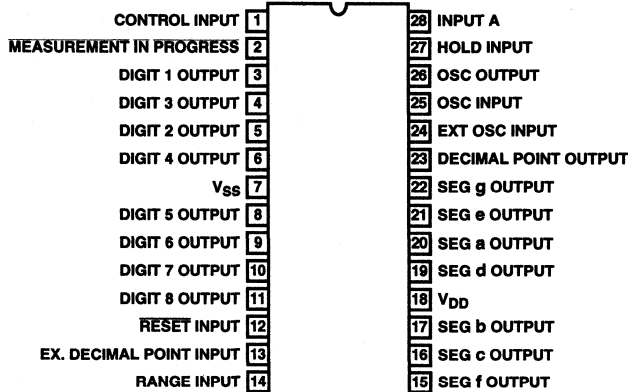 CONTROL INPUT 1
MEASUREMENT IN PROGRESS 2
DIGIT 1 OUTPUT 3
DIGIT 3 OUTPUT 4
DIGIT 2 OUTPUT 5
DIGIT 4 OUTPUT 6
VSS 7
DIGIT 5 OUTPUT 8
DIGIT 6 OUTPUT 9
DIGIT 7 OUTPUT 10
DIGIT 8 OUTPUT 11
RESET INPUT 12
EX. DECIMAL POINT INPUT 13
RANGE INPUT 14
28 INPUT A
27 HOLD INPUT
26 OSC OUTPUT
25 OSC INPUT
24 EXT OSC INPUT
23 DECIMAL POINT OUTPUT
22 SEG g OUTPUT
21 SEG e OUTPUT
20 SEG a OUTPUT
19 SEG d OUTPUT
18 VDD
17 SEG b OUTPUT
16 SEG c OUTPUT
15 SEG f OUTPUT